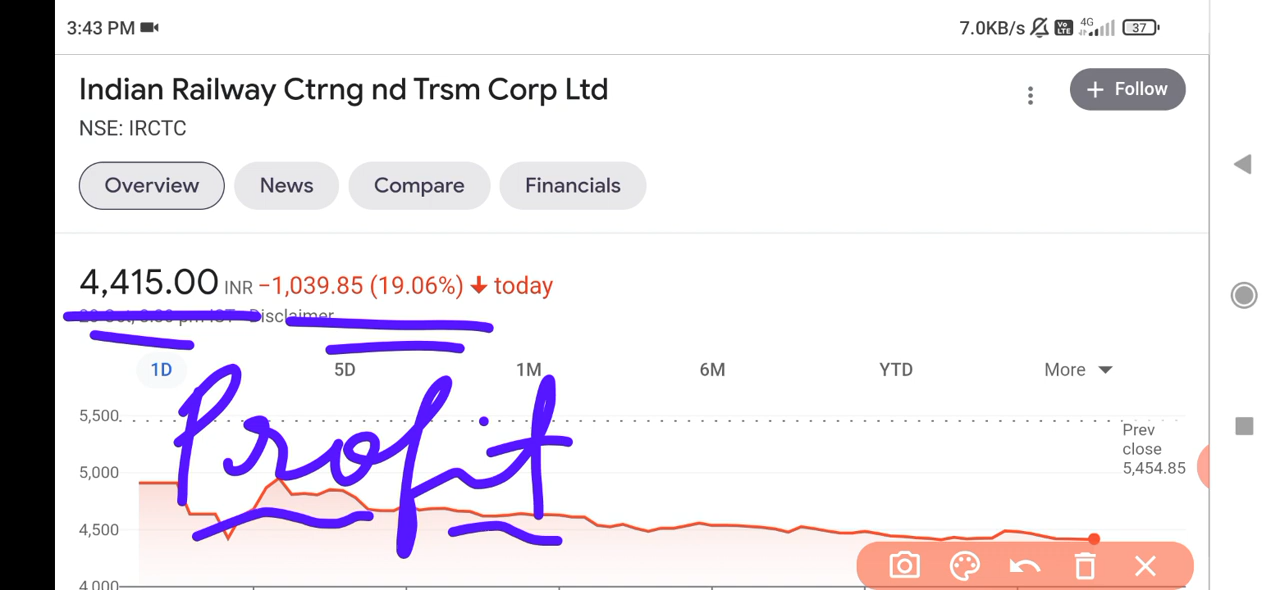 3:43 PM 7.0KB/s Vo LTE 4G 37
Indian Railway Ctrng nd Trsm Corp Ltd
+ Follow
NSE: IRCTC
Overview News Compare Financials
4,415.00 INR −1,039.85 (19.06%) ↓ today
Disclaimer
1D 5D 1M 6M YTD More
Profit
5,500
Prev
close
5,454.85
5,000
4,500
4,000